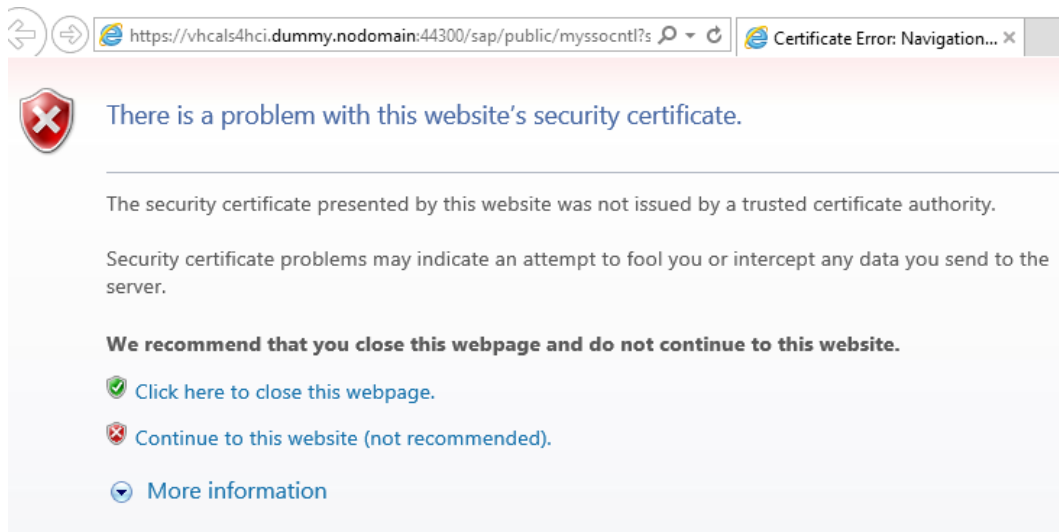 https://vhcals4hci.dummy.nodomain:44300/sap/public/myssocntl?s
Certificate Error: Navigation...
There is a problem with this website's security certificate.
The security certificate presented by this website was not issued by a trusted certificate authority.
Security certificate problems may indicate an attempt to fool you or intercept any data you send to the
server.
We recommend that you close this webpage and do not continue to this website.
Click here to close this webpage.
Continue to this website (not recommended).
More information